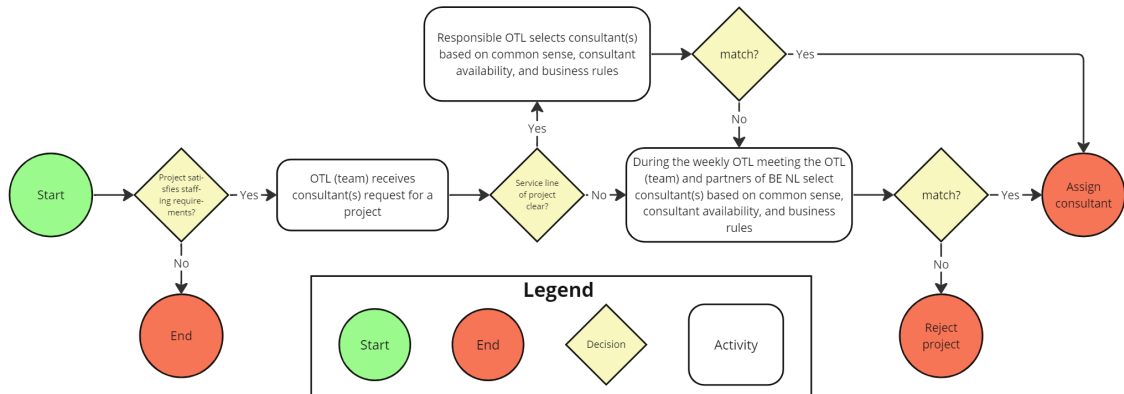 Responsible OTL selects consultant(s)
based on common sense, consultant
availability, and business rules
match?
Yes
Yes
No
Start
Project sati-
sfies staff-
ing require-
ments?
Yes
OTL (team) receives
consultant(s) request for a
project
Service line
of project
clear?
No
During the weekly OTL meeting the OTL
(team) and partners of BE NL select
consultant(s) based on common sense,
consultant availability, and business
rules
match?
Yes
Assign
consultant
No
No
End
Reject
project
Legend
Start
End
Decision
Activity